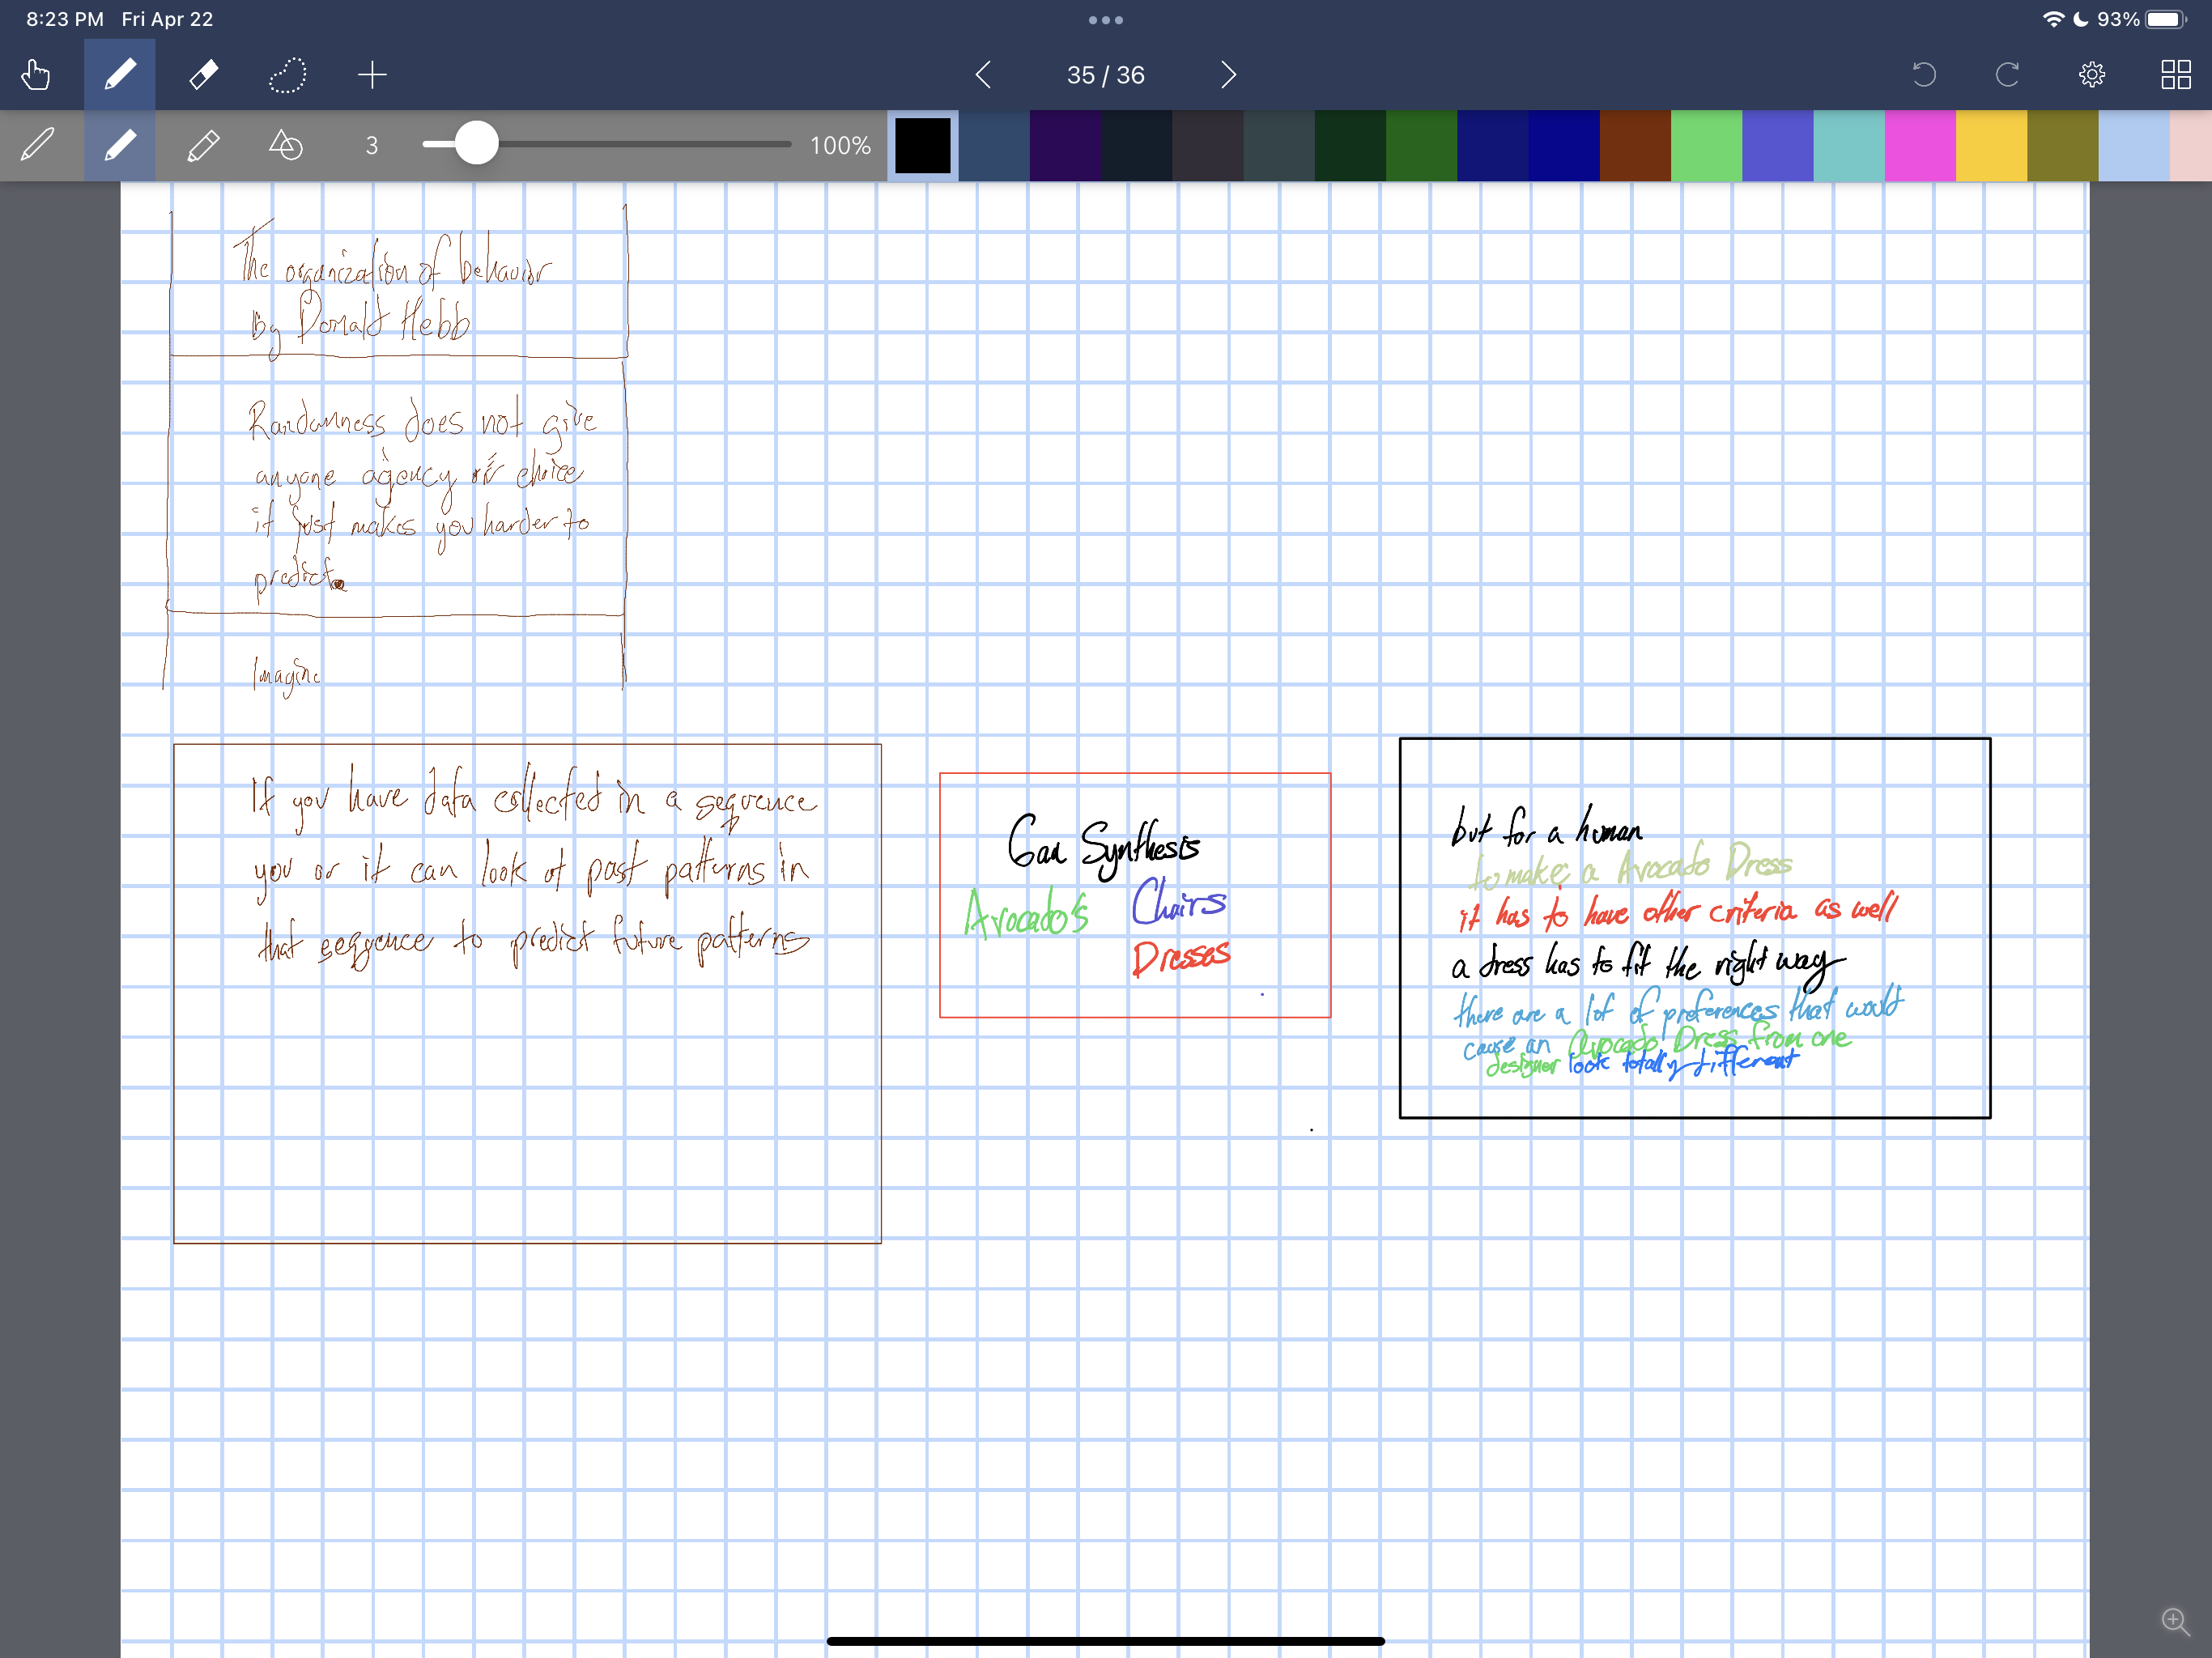 8:23 PM Fri Apr 22
93%
35 / 36
3
100%
The organization of behavior
by Donald Hebb
Randomness does not give
anyone agency or choice
it just makes you harder to
predict.
Imagine
If you have data collected in a sequence
you or it can look at past patterns in
that seqyence to predict future patterns
Gan Synthesis
Avocado's Chairs
Dresses
but for a human
to make a Avocado Dress
it has to have other criteria as well
a dress has to fit the right way
there are a lot of preferences that would
cause an Avocado Dress from one
designer look totally different